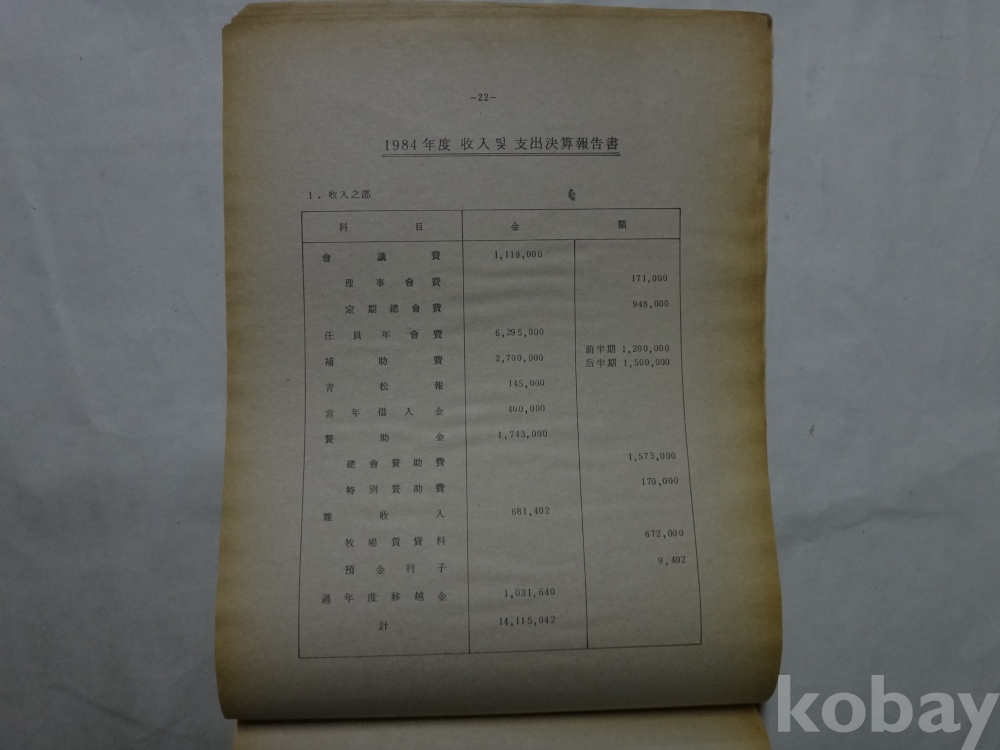 -22-
1984 年度 收入 및 支出決算報告書
1. 收入之部
科 目 金 額
會 議 費 1,119,000
理 事 會 費 171,000
定 期 總 會 費 948,000
任 員 年 會 費 6,295,000
補 助 費 2,700,000 前半期 1,200,000
后半期 1,500,000
靑 松 報 145,000
當 年 借 入 金 400,000
贊 助 金 1,743,000
總 會 贊 助 費 1,573,000
特 別 贊 助 費 170,000
雜 收 入 681,402
牧 場 賃 貸 料 672,000
預 金 利 子 9,402
過 年 度 移 越 金 1,031,640
計 14,115,042
kobay